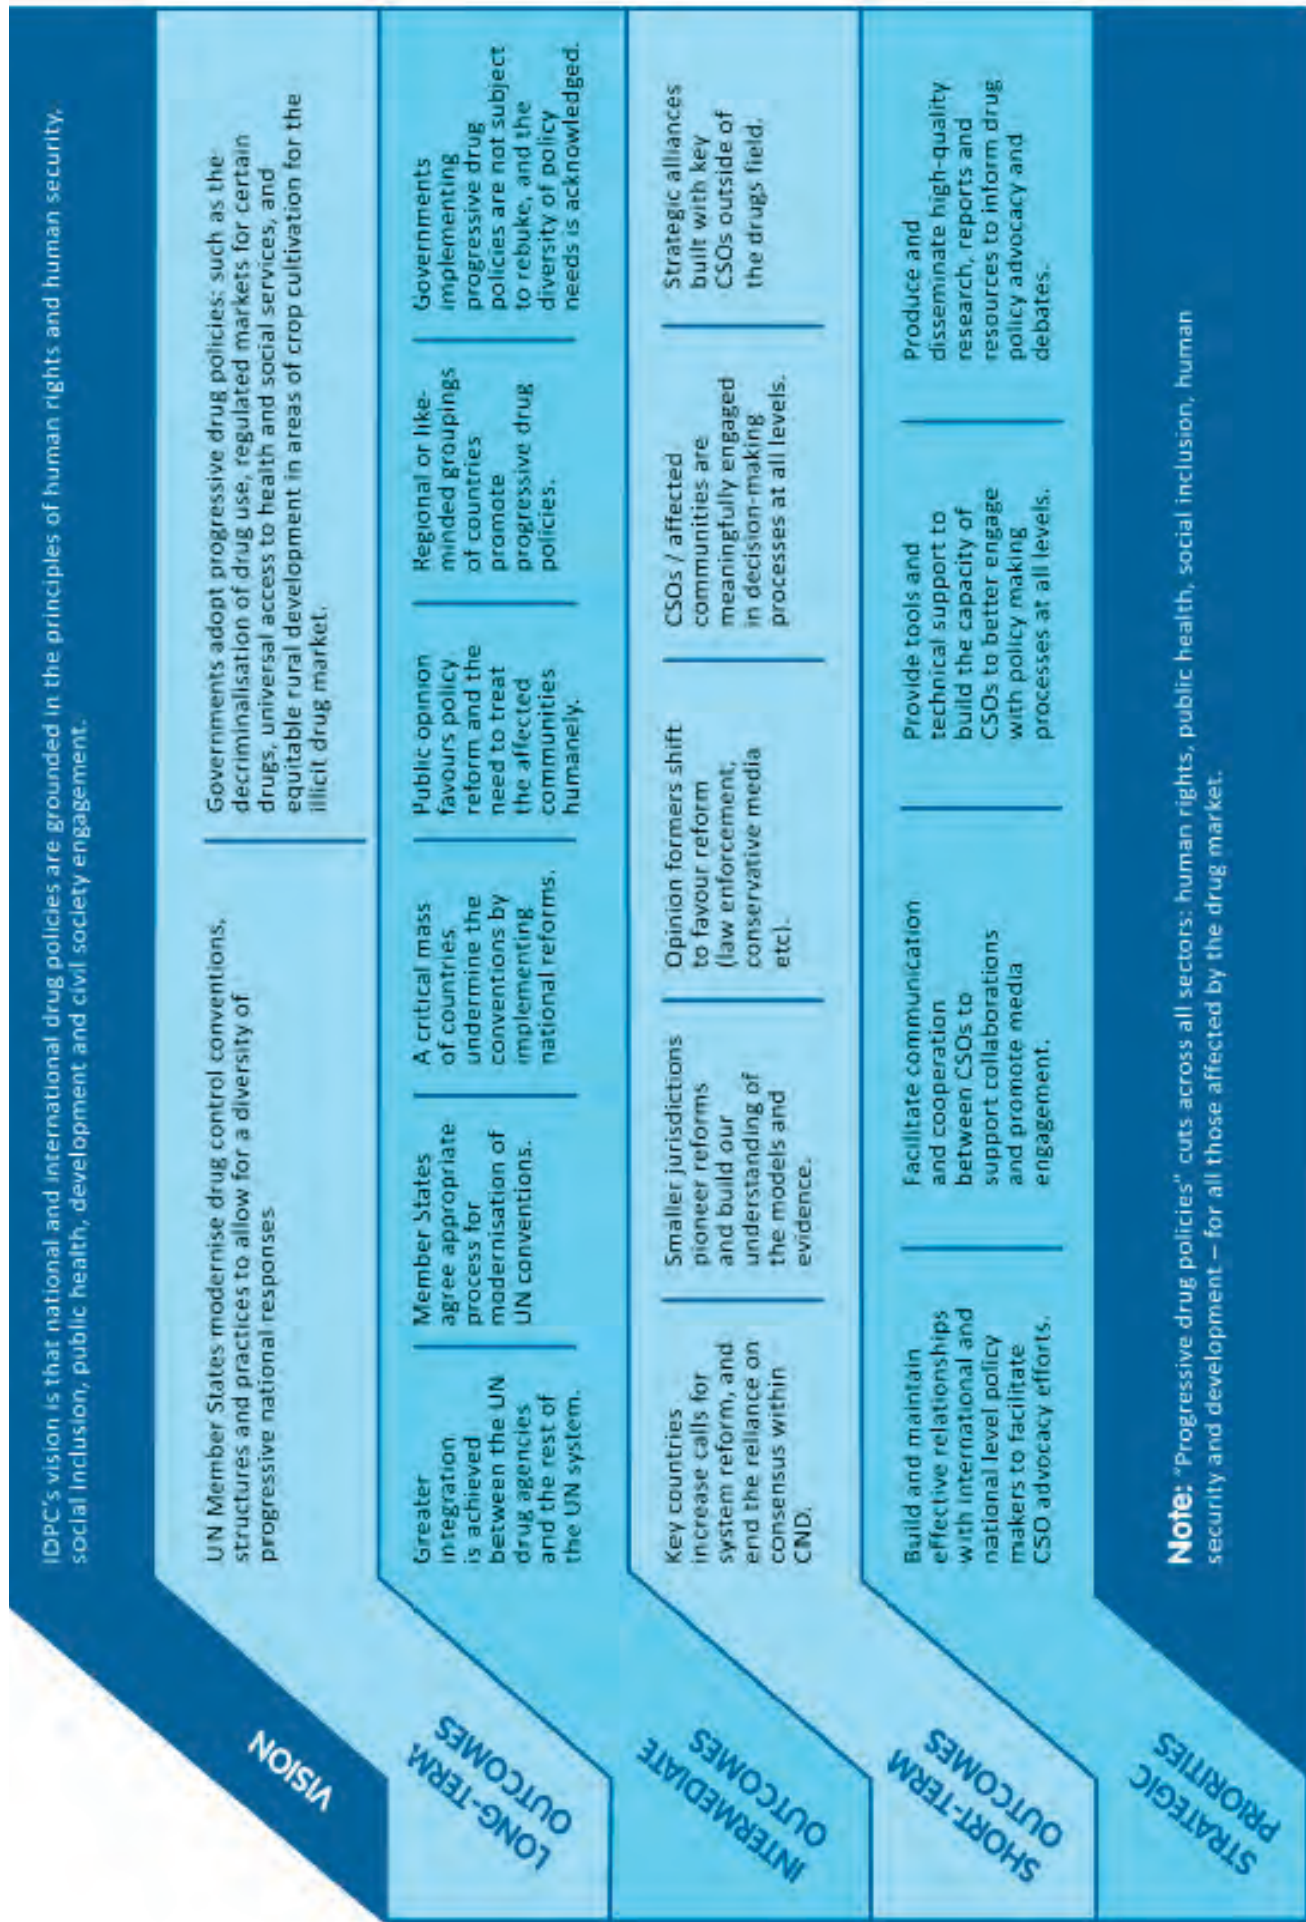 VISION
IDPC's vision is that national and international drug policies are grounded in the principles of human rights and human security,
social inclusion, public health, development and civil society engagement.
LONG-TERM
OUTCOMES
UN Member States modernise drug control conventions,
structures and practices to allow for a diversity of
progressive national responses
Governments adopt progressive drug policies: such as the
decriminalisation of drug use, regulated markets for certain
drugs, universal access to health and social services, and
equitable rural development in areas of crop cultivation for the
illicit drug market.
INTERMEDIATE
OUTCOMES
Greater
integration
is achieved
between the UN
drug agencies
and the rest of
the UN system.
Member States
agree appropriate
process for
modernisation of
UN conventions.
A critical mass
of countries,
undermine the
conventions by
implementing
national reforms.
Public opinion
favours policy
reform and the
need to treat
the affected
communities
humanely.
Regional or like-
minded groupings
of countries
promote
progressive drug
policies.
Governments
implementing
progressive drug
policies are not subject
to rebuke, and the
diversity of policy
needs is acknowledged.
SHORT-TERM
OUTCOMES
Key countries
increase calls for
system reform, and
end the reliance on
consensus within
CND.
Smaller jurisdictions
pioneer reforms
and build our
understanding of
the models and
evidence.
Opinion formers shift
to favour reform
(law enforcement,
conservative media
etc).
CSOs / affected
communities are
meaningfully engaged
in decision-making
processes at all levels.
Strategic alliances
built with key
CSOs outside of
the drugs field.
STRATEGIC
PRIORITIES
Build and maintain
effective relationships
with international and
national level policy
makers to facilitate
CSO advocacy efforts.
Facilitate communication
and cooperation
between CSOs to
support collaborations
and promote media
engagement.
Provide tools and
technical support to
build the capacity of
CSOs to better engage
with policy making
processes at all levels.
Produce and
disseminate high-quality
research, reports and
resources to inform drug
policy advocacy and
debates.
Note: "Progressive drug policies" cuts across all sectors: human rights, public health, social inclusion, human
security and development – for all those affected by the drug market.